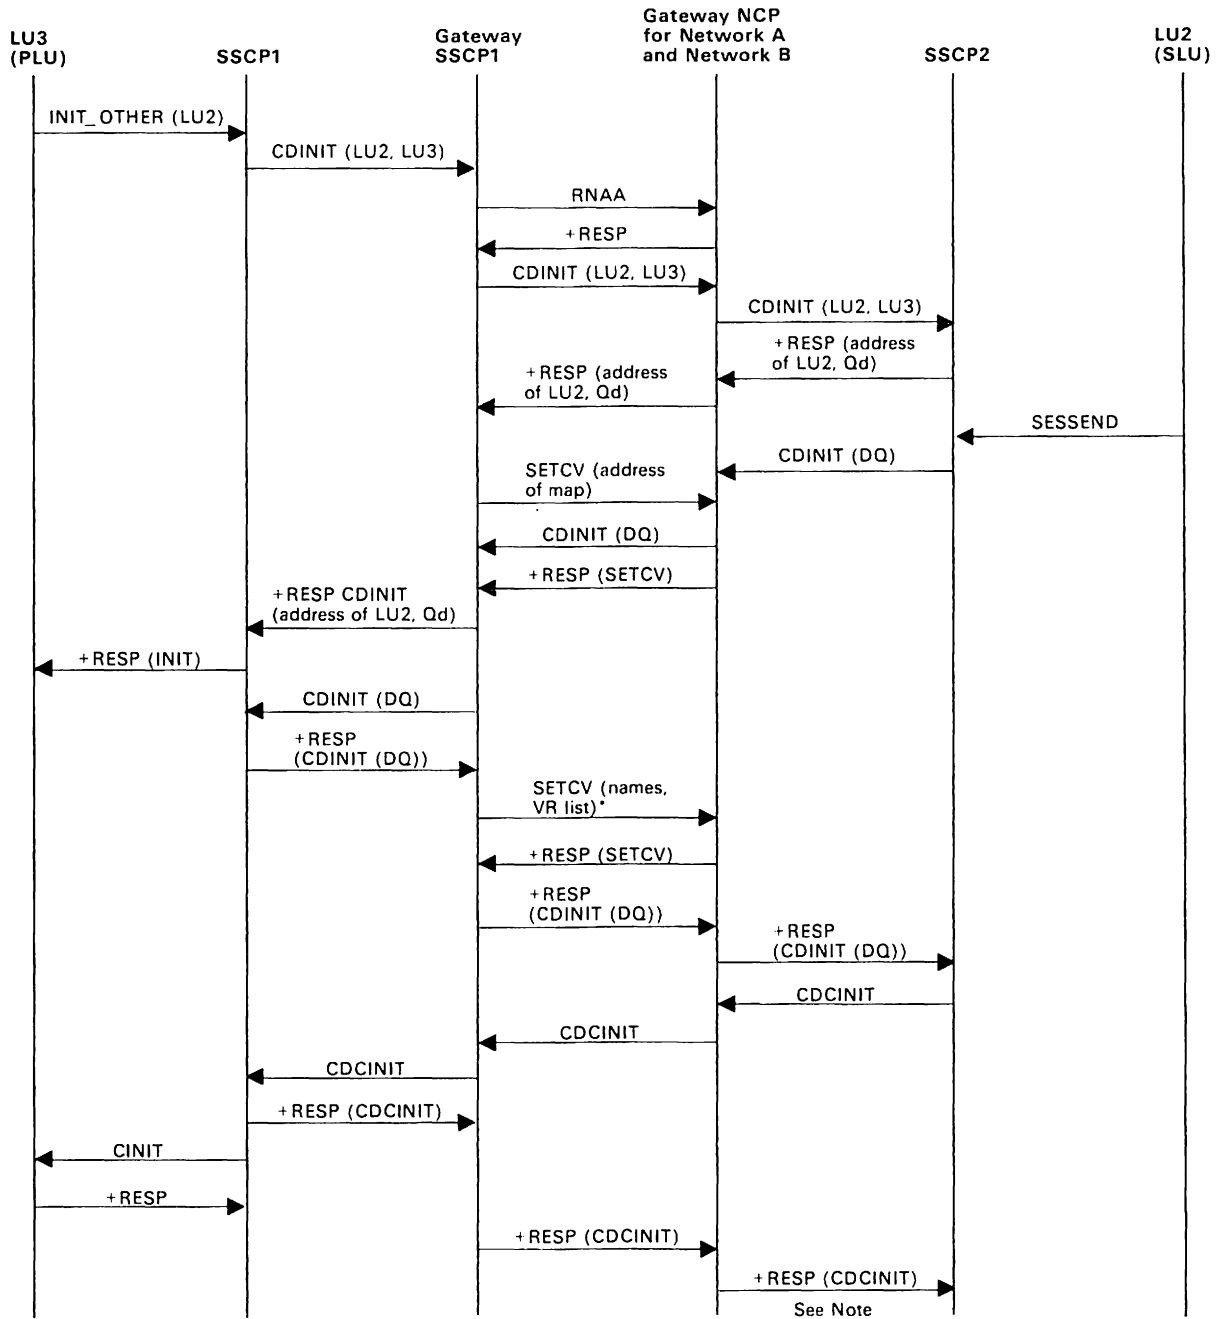 LU3
(PLU)
SSCP1
Gateway
SSCP1
Gateway NCP
for Network A
and Network B
SSCP2
LU2
(SLU)
INIT_OTHER (LU2)
CDINIT (LU2, LU3)
RNAA
+RESP
CDINIT (LU2, LU3)
CDINIT (LU2, LU3)
+RESP (address
of LU2, Qd)
+RESP (address
of LU2, Qd)
SESSEND
CDINIT (DQ)
SETCV (address
of map)
CDINIT (DQ)
+RESP (SETCV)
+RESP CDINIT
(address of LU2, Qd)
+RESP (INIT)
CDINIT (DQ)
+RESP
(CDINIT (DQ))
SETCV (names,
VR list)*
+RESP (SETCV)
+RESP
(CDINIT (DQ))
+RESP
(CDINIT (DQ))
CDCINIT
CDCINIT
CDCINIT
+RESP (CDCINIT)
CINIT
+RESP
+RESP (CDCINIT)
+RESP (CDCINIT)
See Note